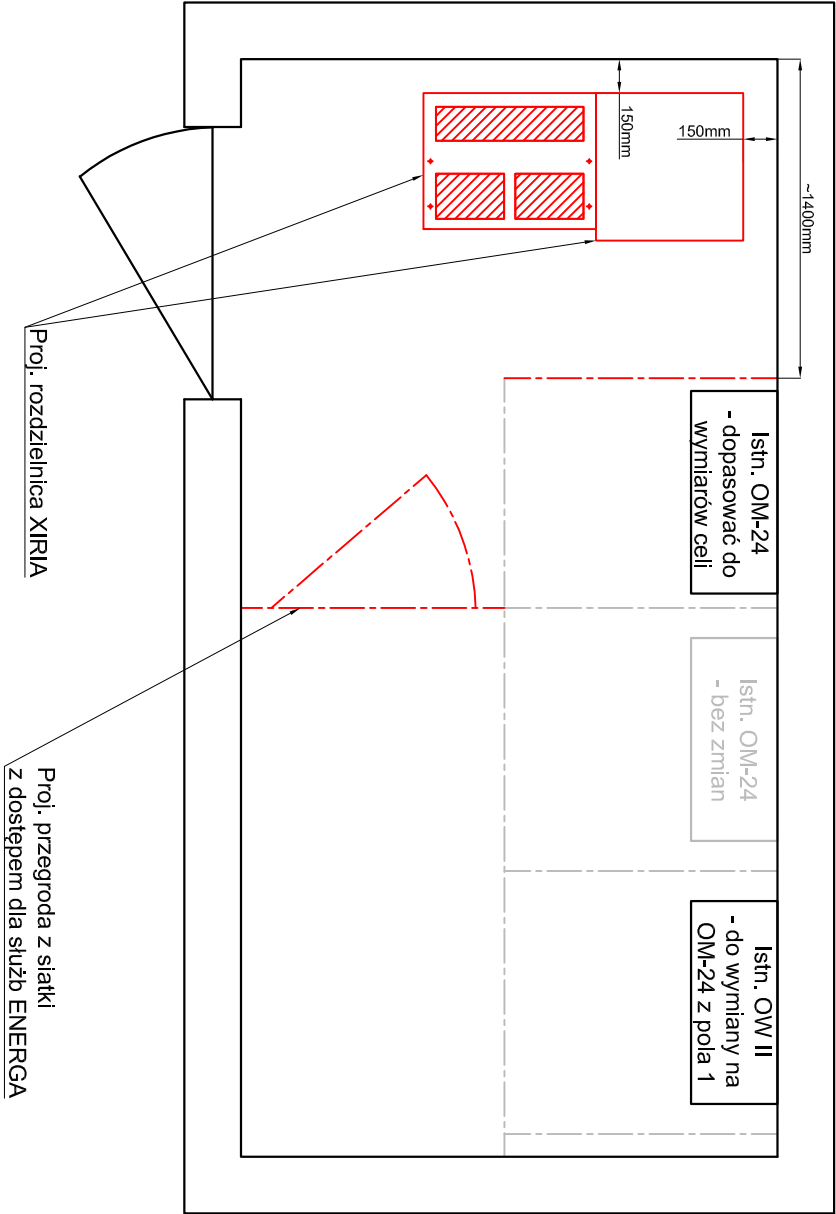 ~1400mm
150mm
150mm
Istn. OM-24
- dopasować do
wymiarów celi
Istn. OM-24
- bez zmian
Istn. OW II
- do wymiany na
OM-24 z pola 1
Proj. rozdzielnica XIRIA
Proj. przegroda z siatki
z dostępem dla służb ENERGA